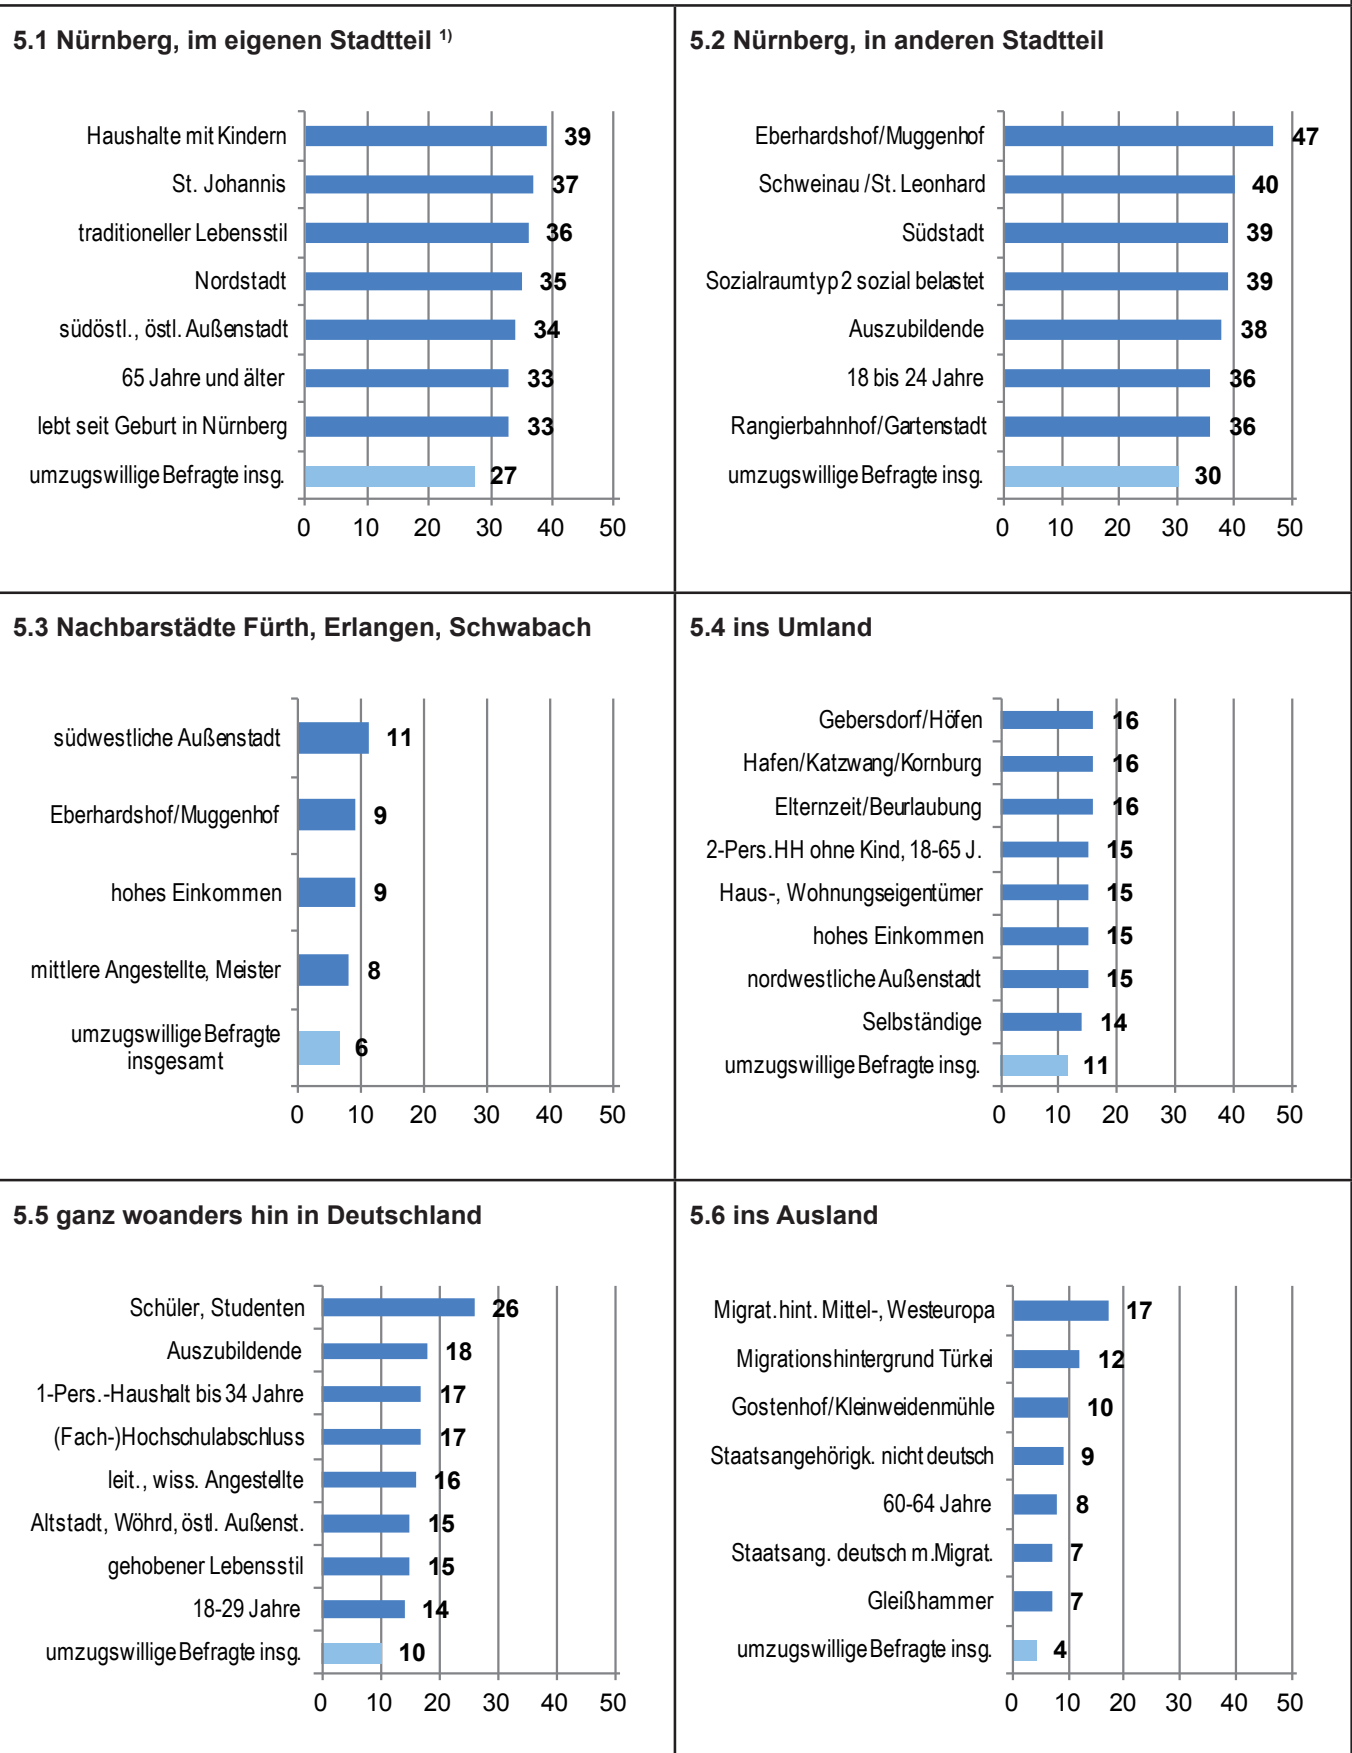 5.1 Nürnberg, im eigenen Stadtteil 1)
Haushalte mit Kindern 39
St. Johannis 37
traditioneller Lebensstil 36
Nordstadt 35
südöstl., östl. Außenstadt 34
65 Jahre und älter 33
lebt seit Geburt in Nürnberg 33
umzugswillige Befragte insg. 27
0 10 20 30 40 50
5.2 Nürnberg, in anderen Stadtteil
Eberhardshof/Muggenhof 47
Schweinau /St. Leonhard 40
Südstadt 39
Sozialraumtyp 2 sozial belastet 39
Auszubildende 38
18 bis 24 Jahre 36
Rangierbahnhof/Gartenstadt 36
umzugswillige Befragte insg. 30
0 10 20 30 40 50
5.3 Nachbarstädte Fürth, Erlangen, Schwabach
südwestliche Außenstadt 11
Eberhardshof/Muggenhof 9
hohes Einkommen 9
mittlere Angestellte, Meister 8
umzugswillige Befragte
insgesamt 6
0 10 20 30 40 50
5.4 ins Umland
Gebersdorf/Höfen 16
Hafen/Katzwang/Kornburg 16
Elternzeit/Beurlaubung 16
2-Pers.HH ohne Kind, 18-65 J. 15
Haus-, Wohnungseigentümer 15
hohes Einkommen 15
nordwestliche Außenstadt 15
Selbständige 14
umzugswillige Befragte insg. 11
0 10 20 30 40 50
5.5 ganz woanders hin in Deutschland
Schüler, Studenten 26
Auszubildende 18
1-Pers.-Haushalt bis 34 Jahre 17
(Fach-)Hochschulabschluss 17
leit., wiss. Angestellte 16
Altstadt, Wöhrd, östl. Außenst. 15
gehobener Lebensstil 15
18-29 Jahre 14
umzugswillige Befragte insg. 10
0 10 20 30 40 50
5.6 ins Ausland
Migrat.hint. Mittel-, Westeuropa 17
Migrationshintergrund Türkei 12
Gostenhof/Kleinweidenmühle 10
Staatsangehörigk. nicht deutsch 9
60-64 Jahre 8
Staatsang. deutsch m.Migrat. 7
Gleißhammer 7
umzugswillige Befragte insg. 4
0 10 20 30 40 50